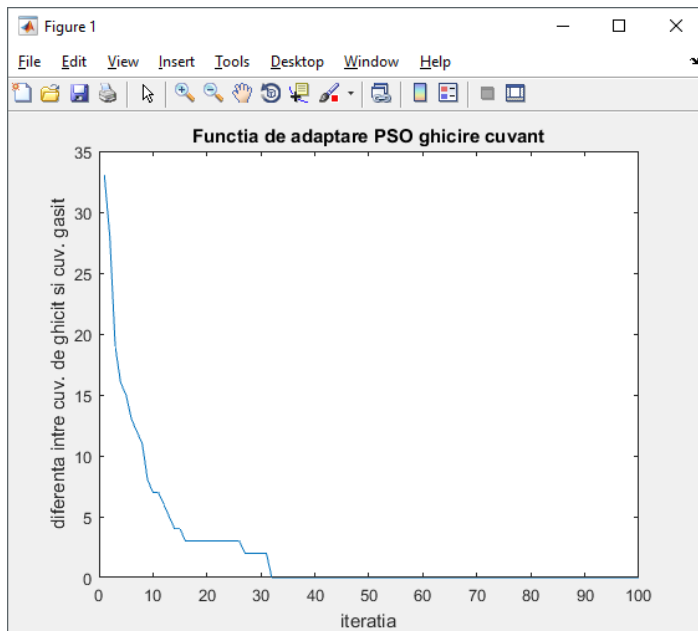 Figure 1
File Edit View Insert Tools Desktop Window Help
Functia de adaptare PSO ghicire cuvant
35
30
25
20
15
10
5
0
diferenta intre cuv. de ghicit si cuv. gasit
0 10 20 30 40 50 60 70 80 90 100
iteratia